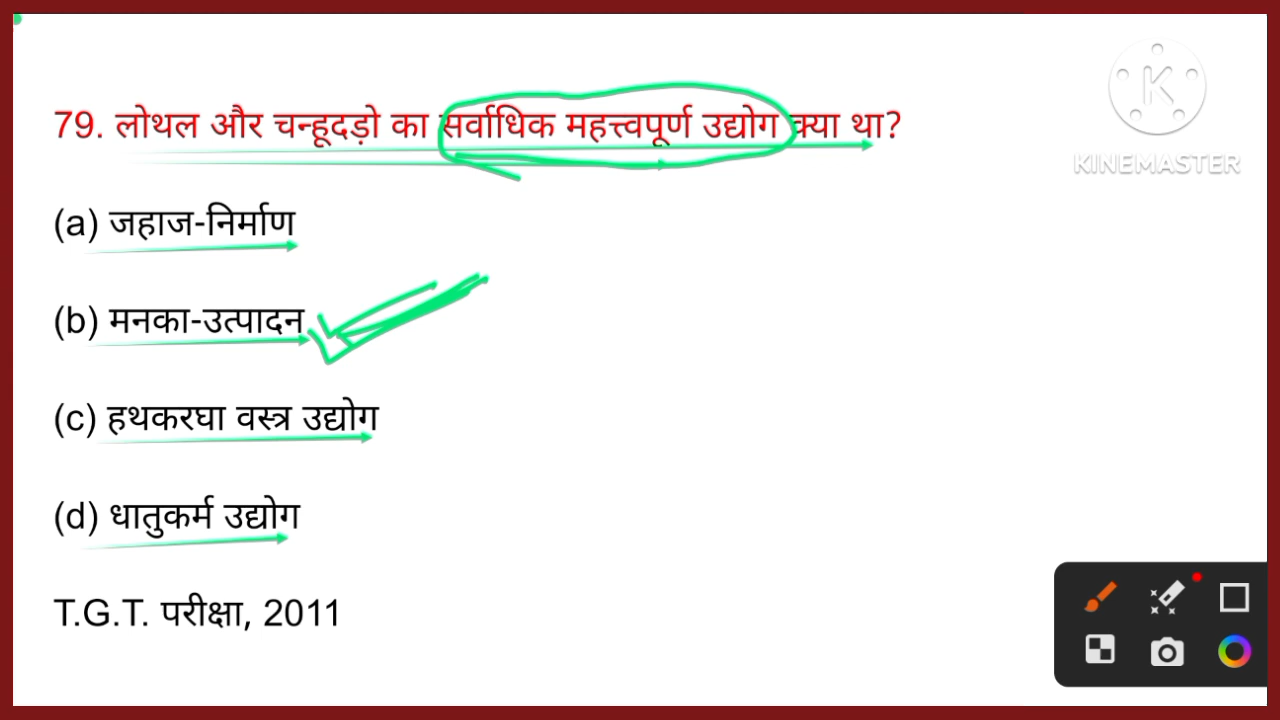 79. लोथल और चन्हूदड़ो का सर्वाधिक महत्त्वपूर्ण उद्योग क्या था?
(a) जहाज-निर्माण
(b) मनका-उत्पादन
(c) हथकरघा वस्त्र उद्योग
(d) धातुकर्म उद्योग
T.G.T. परीक्षा, 2011
K
KINEMASTER